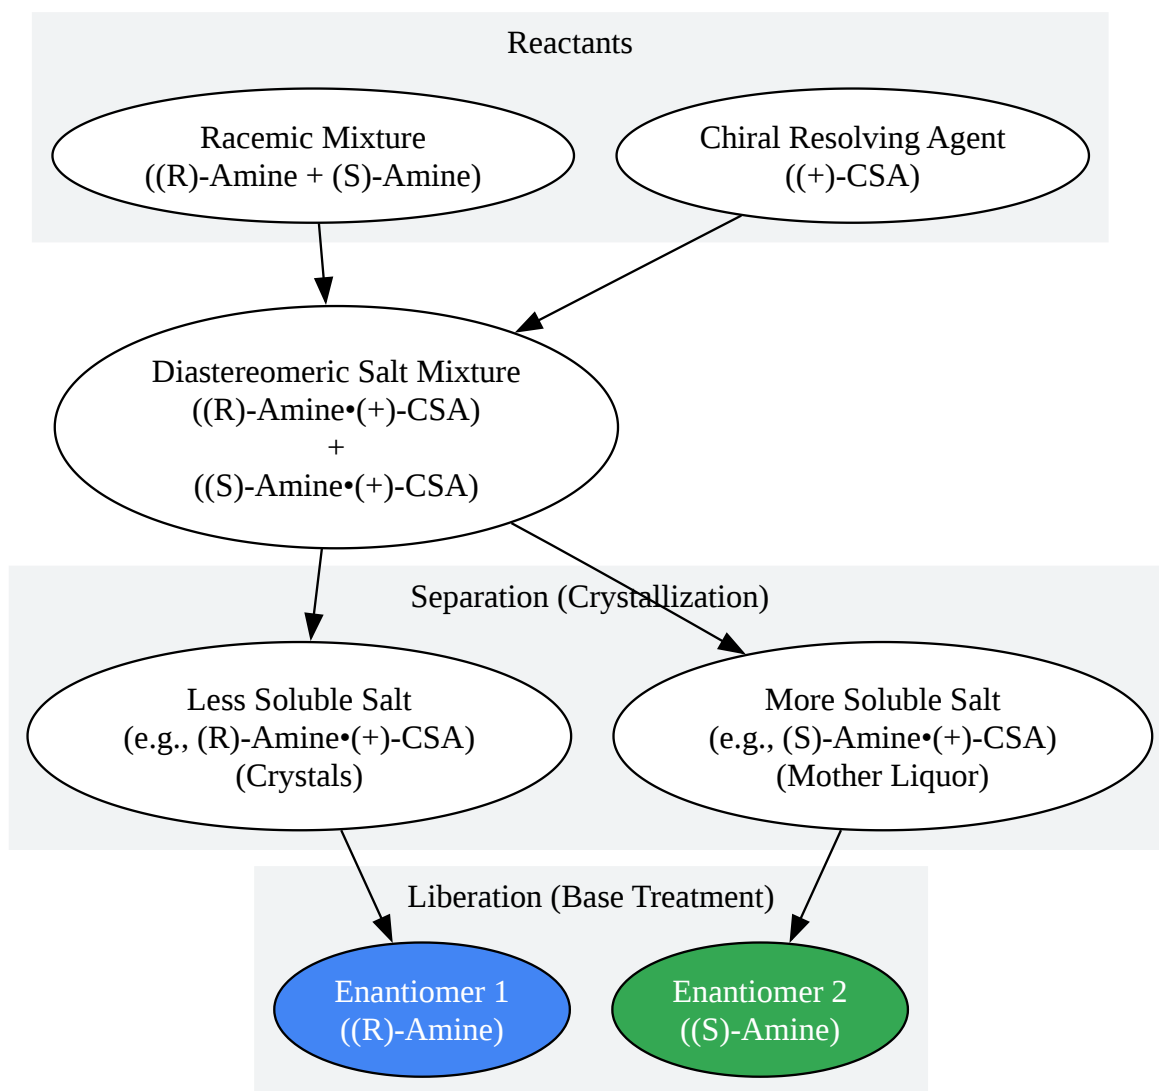 Reactants
Racemic Mixture
((R)-Amine + (S)-Amine)
Chiral Resolving Agent
((+)-CSA)
Diastereomeric Salt Mixture
((R)-Amine•(+)-CSA)
+
((S)-Amine•(+)-CSA)
Separation (Crystallization)
Less Soluble Salt
(e.g., (R)-Amine•(+)-CSA)
(Crystals)
More Soluble Salt
(e.g., (S)-Amine•(+)-CSA)
(Mother Liquor)
Liberation (Base Treatment)
Enantiomer 1
((R)-Amine)
Enantiomer 2
((S)-Amine)